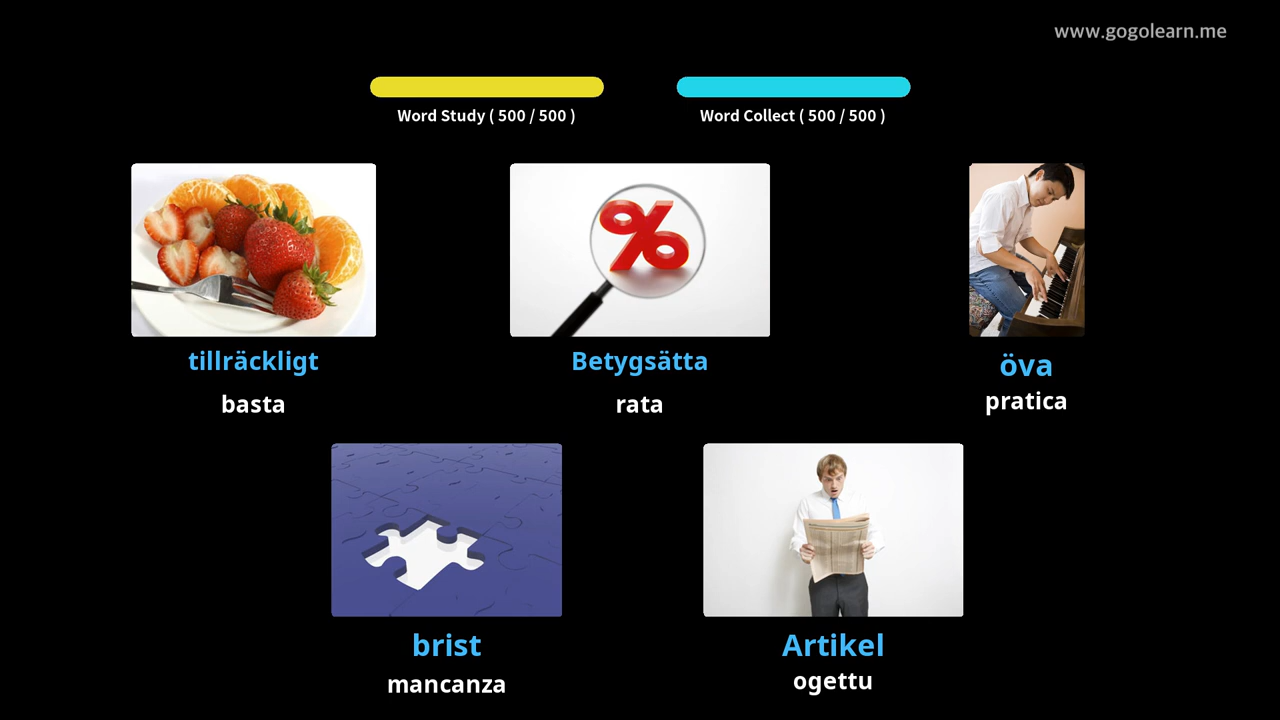 www.gogolearn.me
Word Study ( 500 / 500 )
Word Collect ( 500 / 500 )
tillräckligt
basta
Betygsätta
rata
öva
pratica
brist
mancanza
Artikel
ogettu